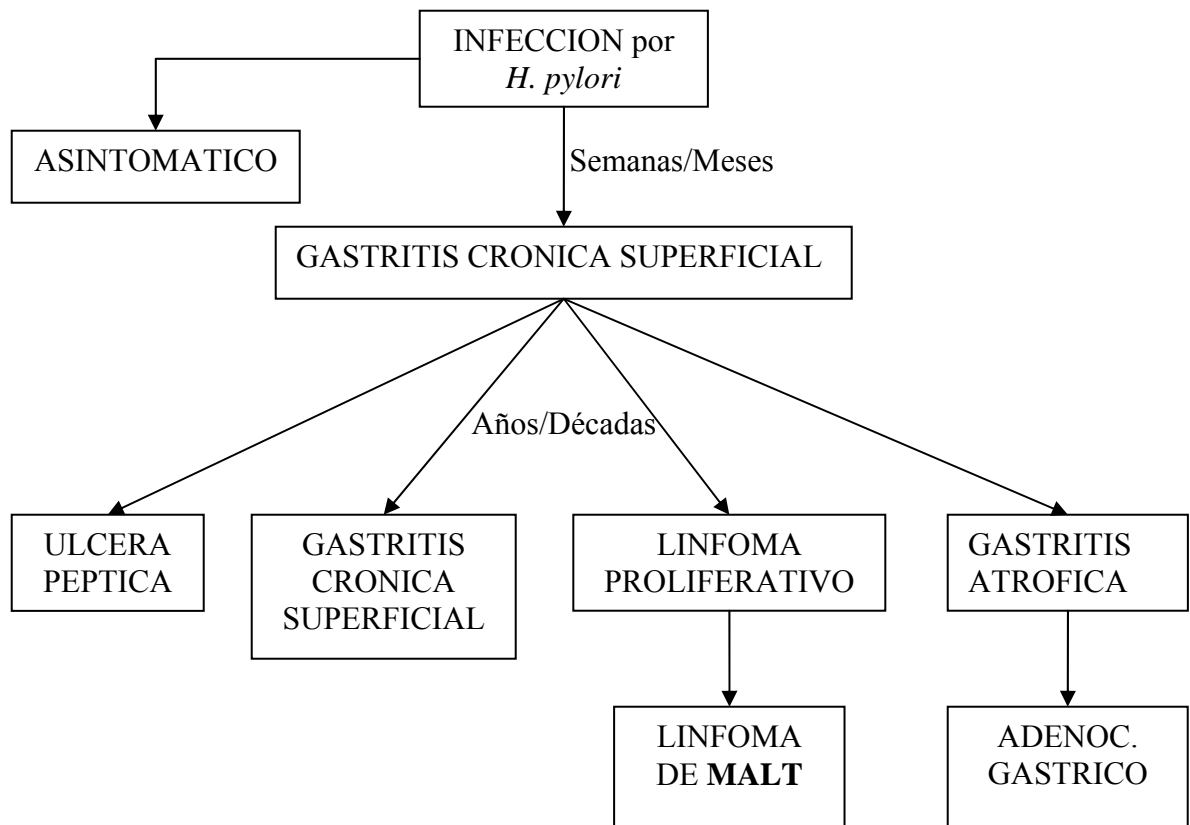 INFECCION por
H. pylori
ASINTOMATICO
Semanas/Meses
GASTRITIS CRONICA SUPERFICIAL
Años/Décadas
ULCERA
PEPTICA
GASTRITIS
CRONICA
SUPERFICIAL
LINFOMA
PROLIFERATIVO
GASTRITIS
ATROFICA
LINFOMA
DE MALT
ADENOC.
GASTRICO